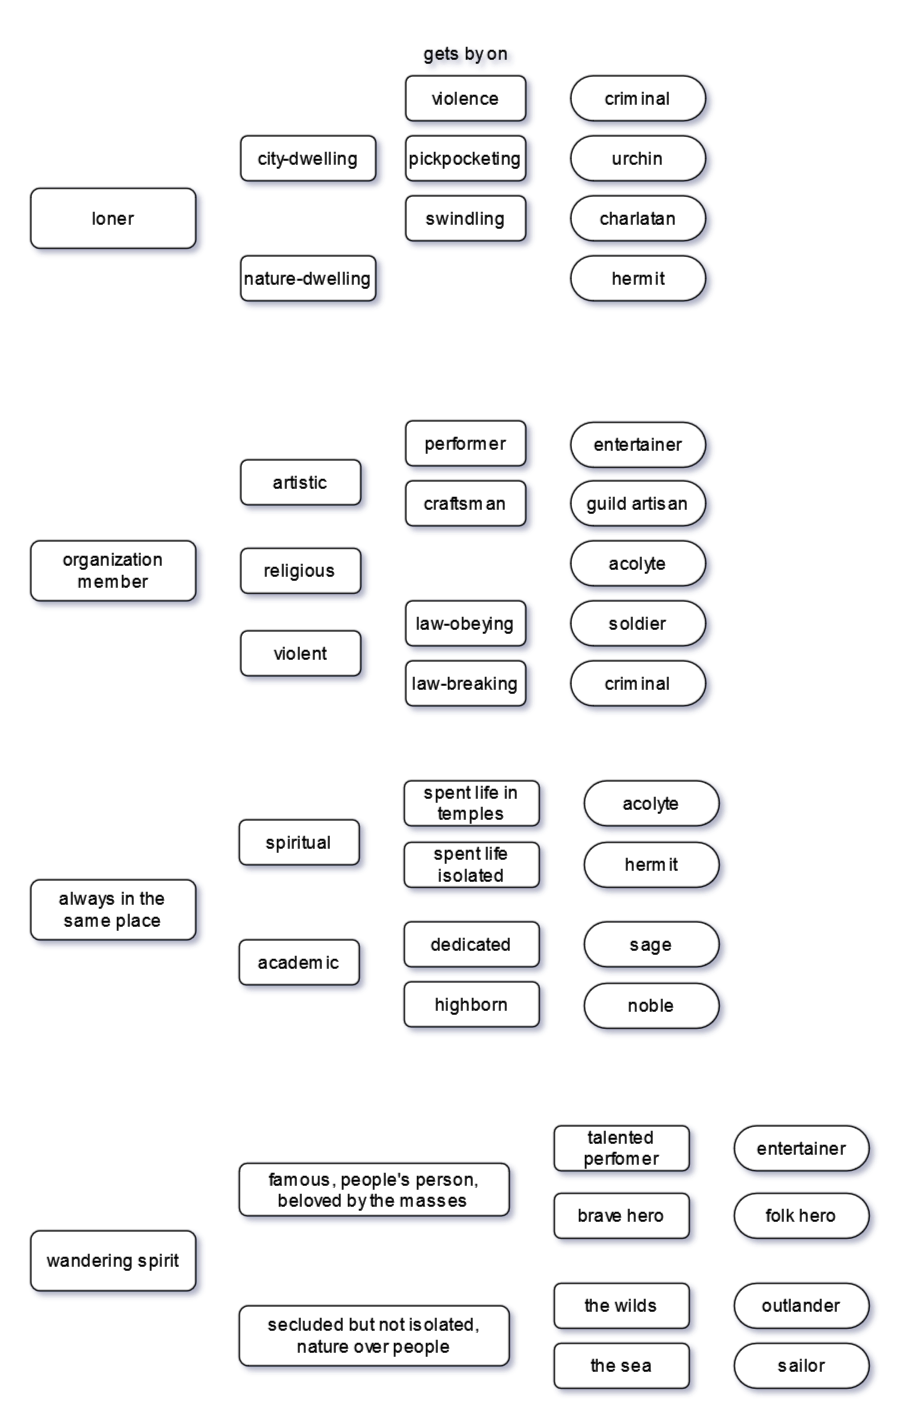 gets by on
violence
criminal
city-dwelling
pickpocketing
urchin
loner
swindling
charlatan
nature-dwelling
hermit
performer
entertainer
artistic
craftsman
guild artisan
organization
member
religious
acolyte
law-obeying
soldier
violent
law-breaking
criminal
spent life in
temples
acolyte
spiritual
spent life
isolated
hermit
always in the
same place
dedicated
sage
academic
highborn
noble
talented
perfomer
entertainer
famous, people's person,
beloved by the masses
brave hero
folk hero
wandering spirit
the wilds
outlander
secluded but not isolated,
nature over people
the sea
sailor